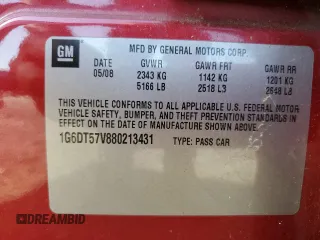 GM
MFD BY GENERAL MOTORS CORP.
DATE GVWR GAWR FRT GAWR RR
05/08 2343 KG 1142 KG 1201 KG
5166 LB 2518 LB 2648 LB
THIS VEHICLE CONFORMS TO ALL APPLICABLE U.S. FEDERAL MOTOR
VEHICLE SAFETY, BUMPER, AND THEFT PREVENTION STANDARDS
IN EFFECT ON THE DATE OF MANUFACTURE SHOWN ABOVE.
1G6DT57V880213431 TYPE: PASS CAR
DREAMBID